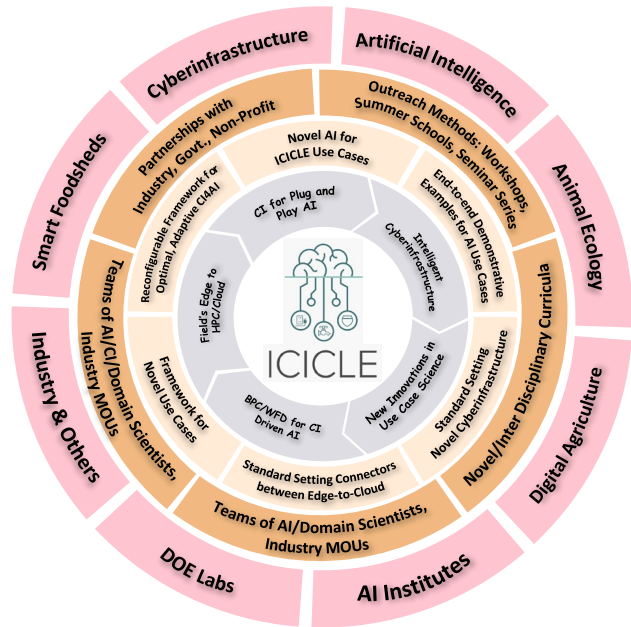 Cyberinfrastructure
Artificial Intelligence
Animal Ecology
Digital Agriculture
AI Institutes
DOE Labs
Industry & Others
Smart Foodsheds
Partnerships with
Industry, Govt., Non-Profit
Outreach Methods: Workshops,
Summer Schools, Seminar Series
Novel/Inter Disciplinary Curricula
Teams of AI/Domain Scientists,
Industry MOUs
Teams of AI/CI/Domain Scientists,
Industry MOUs
Novel AI for
ICICLE Use Cases
End-to-end Demonstrative
Examples for AI Use Cases
Standard Setting
Novel Cyberinfrastructure
Standard Setting Connectors
between Edge-to-Cloud
Framework for
Novel Use Cases
Reconfigurable Framework for
Optimal, Adaptive CI4AI
CI for Plug and
Play AI
Intelligent
Cyberinfrastructure
New Innovations in
Use Case Science
BPC/WFD for CI
Driven AI
Field's Edge to
HPC/Cloud
ICICLE